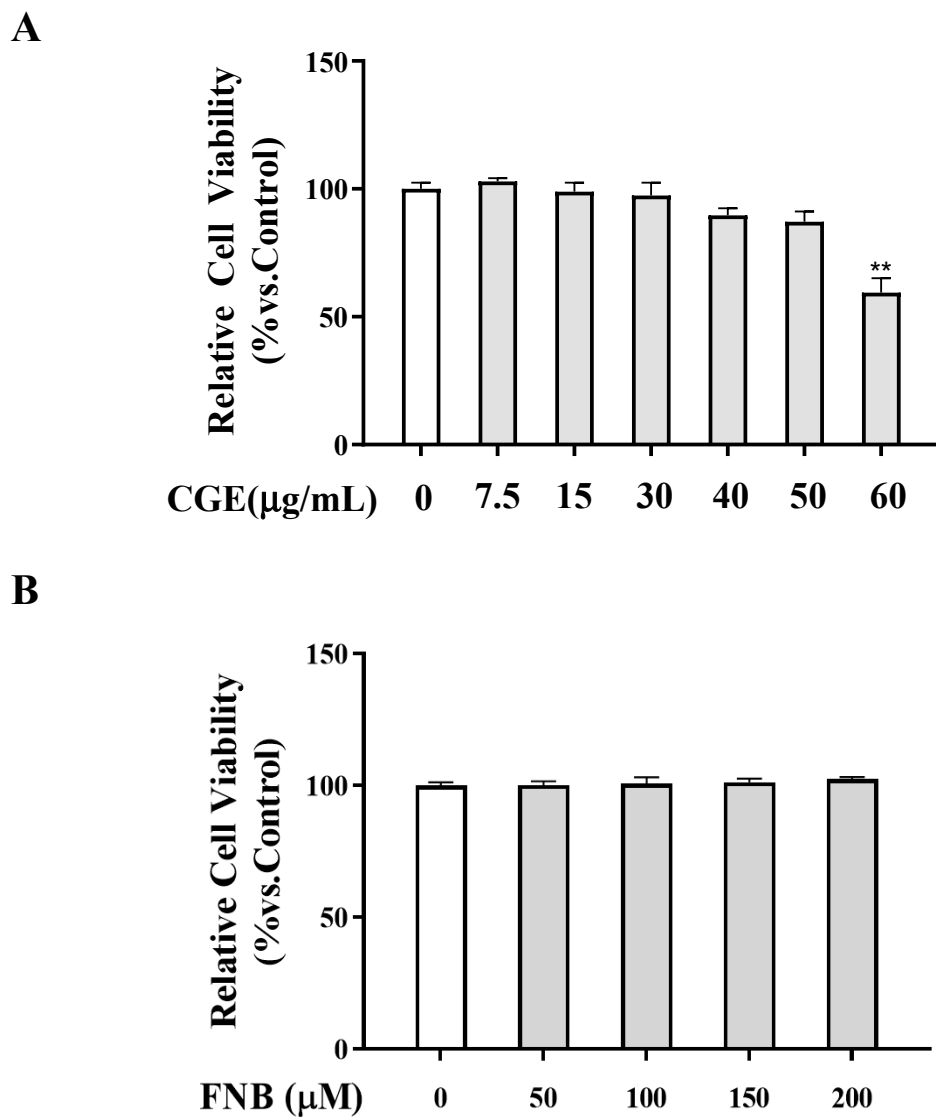 A
Relative Cell Viability
(%vs.Control)
150
100
50
0
**
CGE(μg/mL) 0 7.5 15 30 40 50 60
B
Relative Cell Viability
(%vs.Control)
150
100
50
0
FNB (μM) 0 50 100 150 200